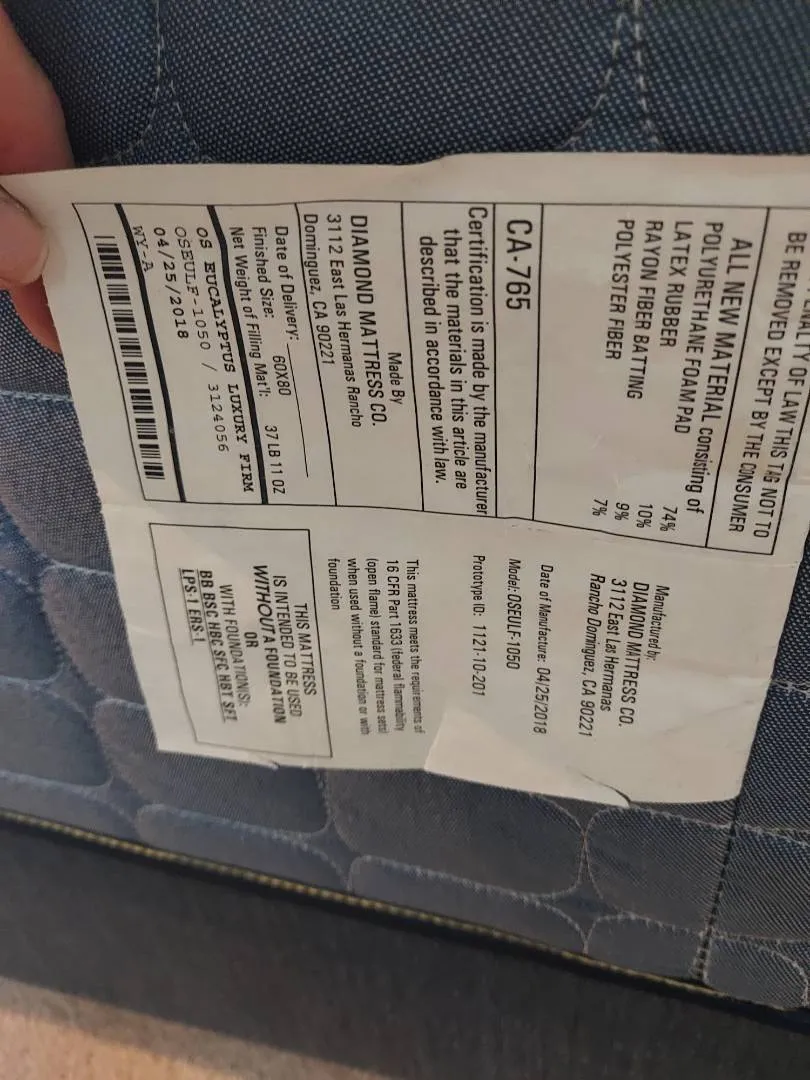 NALTY OF LAW THIS TAG NOT TO
BE REMOVED EXCEPT BY THE CONSUMER
ALL NEW MATERIAL consisting of
POLYURETHANE FOAM PAD 74%
LATEX RUBBER 10%
RAYON FIBER BATTING 9%
POLYESTER FIBER 7%
CA-765
Certification is made by the manufacturer
that the materials in this article are
described in accordance with law.
Made By
DIAMOND MATTRESS CO.
3112 East Las Hermanas Rancho
Dominguez, CA 90221
Date of Delivery:
Finished Size: 60X80
Net Weight of Filling Mat'l: 37 LB 11 OZ
OS EUCALYPTUS LUXURY FIRM
OSEULF-1050 / 3124056
04/25/2018
WY-A
Manufactured by:
DIAMOND MATTRESS CO.
3112 East Las Hermanas
Rancho Dominguez, CA 90221
Date of Manufacture: 04/25/2018
Model: OSEULF-1050
Prototype ID: 1121-10-201
This mattress meets the requirements of
16 CFR Part 1633 (federal flammability
(open flame) standard for mattress sets)
when used without a foundation or with
foundation
THIS MATTRESS
IS INTENDED TO BE USED
WITHOUT A FOUNDATION
OR
WITH FOUNDATION(S):
BB BSC HBC SFC HBT SFT
LPS-1 ERS-1